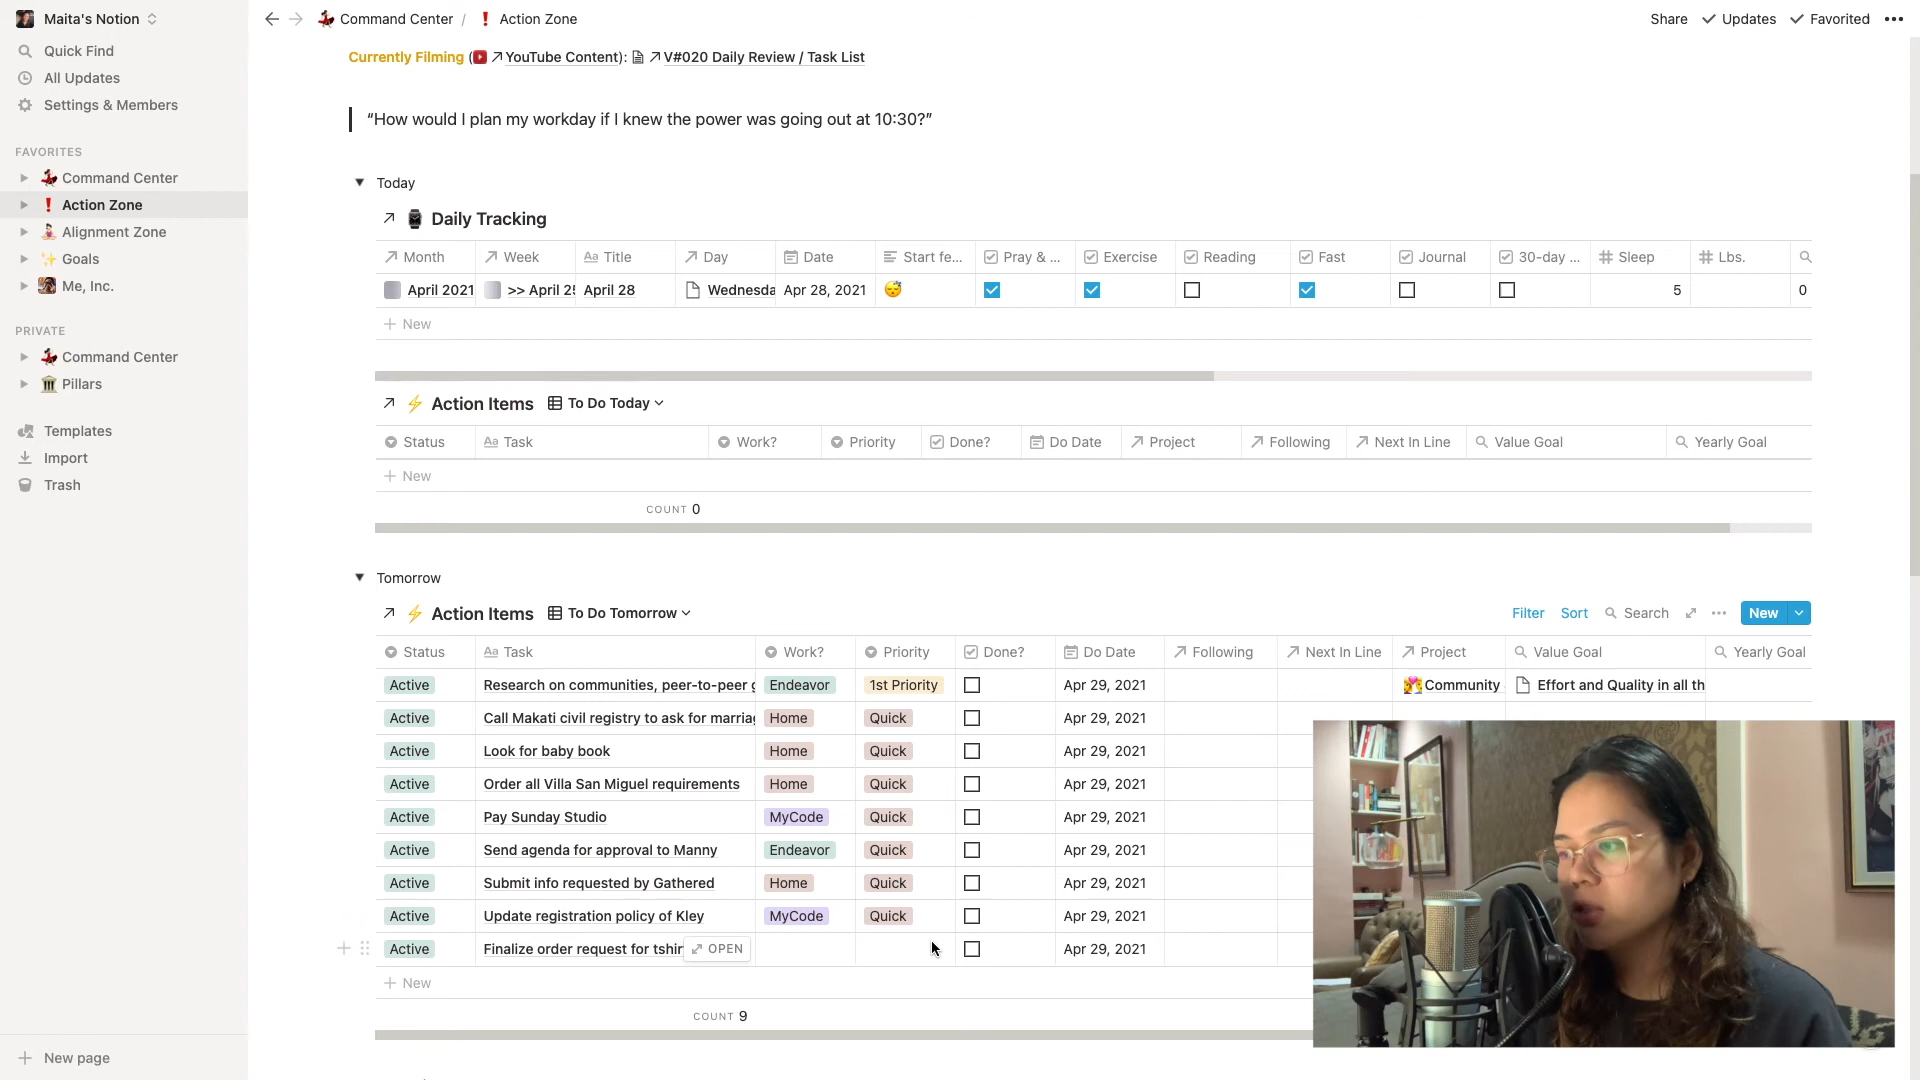 Maita's Notion
Quick Find
All Updates
Settings & Members
FAVORITES
Command Center
Action Zone
Alignment Zone
Goals
Me, Inc.
PRIVATE
Command Center
Pillars
Templates
Import
Trash
New page
Command Center / Action Zone
Share Updates Favorited
Currently Filming (YouTube Content): V#020 Daily Review / Task List
“How would I plan my workday if I knew the power was going out at 10:30?”
Today
Daily Tracking
Month Week Title Day Date Start fe... Pray & ... Exercise Reading Fast Journal 30-day ... Sleep Lbs.
April 2021 >> April 25 April 28 Wednesda Apr 28, 2021 5 0
New
Action Items To Do Today
Status Task Work? Priority Done? Do Date Project Following Next In Line Value Goal Yearly Goal
New
COUNT 0
Tomorrow
Action Items To Do Tomorrow Filter Sort Search New
Status Task Work? Priority Done? Do Date Following Next In Line Project Value Goal Yearly Goal
Active Research on communities, peer-to-peer Endeavor 1st Priority Apr 29, 2021 Community Effort and Quality in all th
Active Call Makati civil registry to ask for marria Home Quick Apr 29, 2021
Active Look for baby book Home Quick Apr 29, 2021
Active Order all Villa San Miguel requirements Home Quick Apr 29, 2021
Active Pay Sunday Studio MyCode Quick Apr 29, 2021
Active Send agenda for approval to Manny Endeavor Quick Apr 29, 2021
Active Submit info requested by Gathered Home Quick Apr 29, 2021
Active Update registration policy of Kley MyCode Quick Apr 29, 2021
Active Finalize order request for tshir OPEN Apr 29, 2021
New
COUNT 9